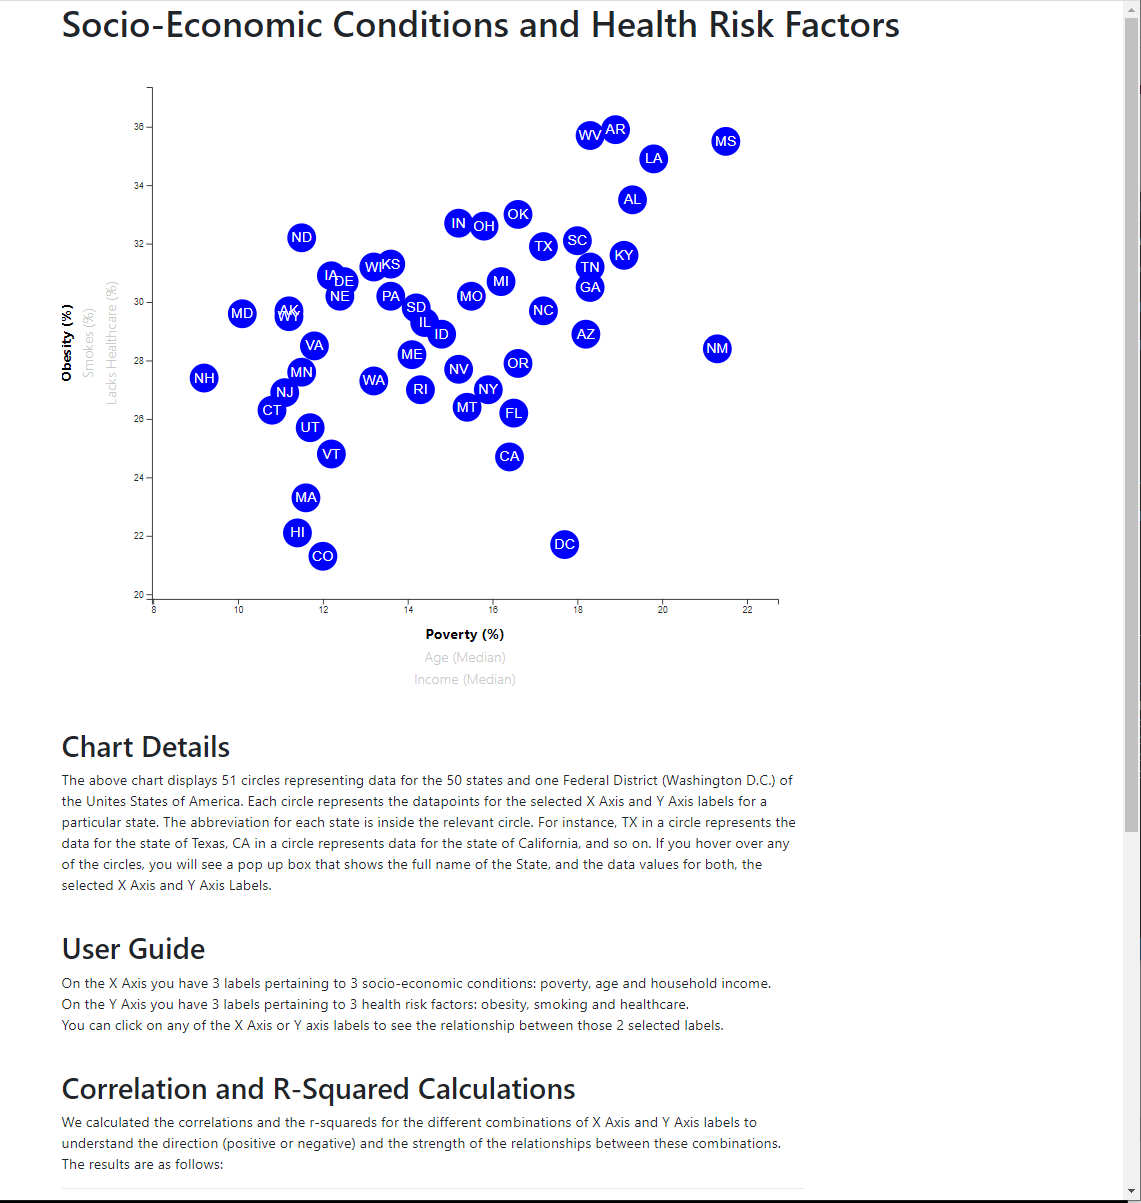 Socio-Economic Conditions and Health Risk Factors
36
34
32
30
28
26
24
22
20
8
10
12
14
16
18
20
22
Obesity (%)
Smokes (%)
Lacks Healthcare (%)
WV
AR
MS
LA
AL
OK
IN
OH
ND
SC
TX
KY
WI
KS
TN
IA
DE
MI
GA
NE
PA
MO
SD
MD
AK
WY
NC
IL
ID
AZ
VA
NM
ME
OR
NV
MN
NH
WA
RI
NY
NJ
CT
MT
FL
UT
VT
CA
MA
HI
DC
CO
Poverty (%)
Age (Median)
Income (Median)
Chart Details
The above chart displays 51 circles representing data for the 50 states and one Federal District (Washington D.C.) of
the Unites States of America. Each circle represents the datapoints for the selected X Axis and Y Axis labels for a
particular state. The abbreviation for each state is inside the relevant circle. For instance, TX in a circle represents the
data for the state of Texas, CA in a circle represents data for the state of California, and so on. If you hover over any
of the circles, you will see a pop up box that shows the full name of the State, and the data values for both, the
selected X Axis and Y Axis Labels.
User Guide
On the X Axis you have 3 labels pertaining to 3 socio-economic conditions: poverty, age and household income.
On the Y Axis you have 3 labels pertaining to 3 health risk factors: obesity, smoking and healthcare.
You can click on any of the X Axis or Y axis labels to see the relationship between those 2 selected labels.
Correlation and R-Squared Calculations
We calculated the correlations and the r-squareds for the different combinations of X Axis and Y Axis labels to
understand the direction (positive or negative) and the strength of the relationships between these combinations.
The results are as follows: